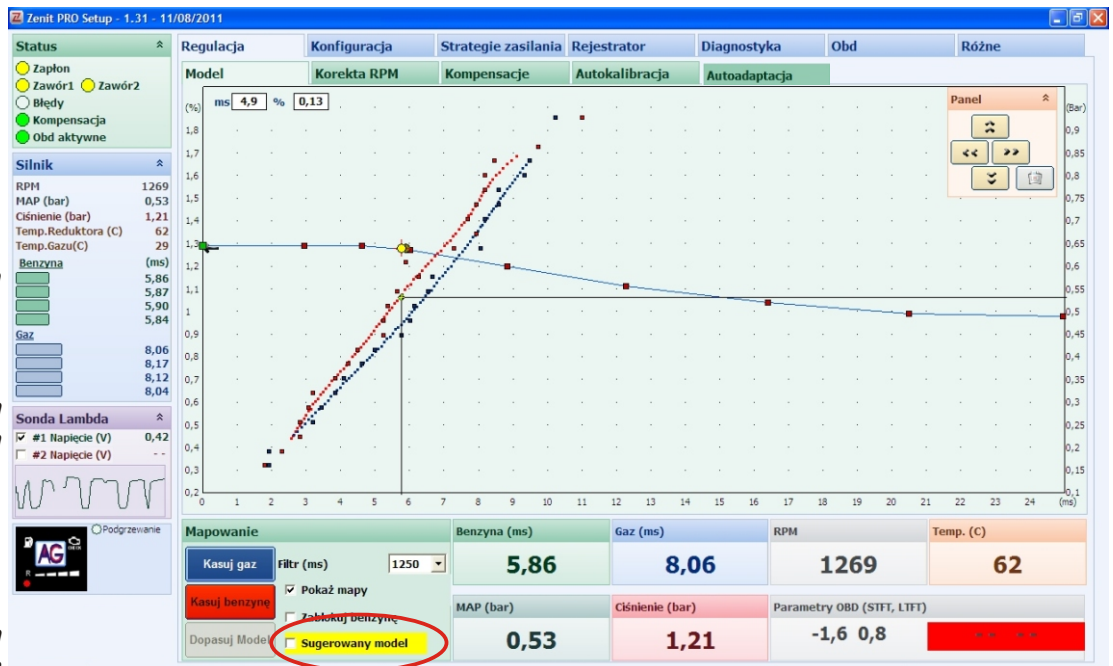 Zenit PRO Setup - 1.31 - 11/08/2011
Status
Zapłon
Zawór1 Zawór2
Błędy
Kompensacja
Obd aktywne
Silnik
RPM 1269
MAP (bar) 0,53
Ciśnienie (bar) 1,21
Temp.Reduktora (C) 62
Temp.Gazu(C) 29
Benzyna (ms)
5,86
5,87
5,90
5,84
Gaz
8,06
8,17
8,12
8,04
Sonda Lambda
#1 Napięcie (V) 0,42
#2 Napięcie (V) --
AG
CHECK
R
Podgrzewanie
Regulacja Konfiguracja Strategie zasilania Rejestrator Diagnostyka Obd Różne
Model Korekta RPM Kompensacje Autokalibracja Autoadaptacja
ms 4,9 % 0,13
Panel
<< >>
(%)
1,8
1,7
1,6
1,5
1,4
1,3
1,1
1
0,9
0,8
0,7
0,6
0,5
0,4
0,3
0,2
(Bar)
0,9
0,85
0,8
0,75
0,7
0,65
0,6
0,55
0,5
0,45
0,4
0,35
0,3
0,25
0,2
0,15
0,1
0 1 2 3 4 5 6 7 8 9 10 11 12 13 14 15 16 17 18 19 20 21 22 23 24 (ms)
Mapowanie
Kasuj gaz
Kasuj benzynę
Dopasuj Model
Filtr (ms) 1250
Pokaż mapy
Zablokuj benzynę
Sugerowany model
Benzyna (ms)
5,86
Gaz (ms)
8,06
RPM
1269
Temp. (C)
62
MAP (bar)
0,53
Ciśnienie (bar)
1,21
Parametry OBD (STFT, LTFT)
-1,6 0,8 -- --